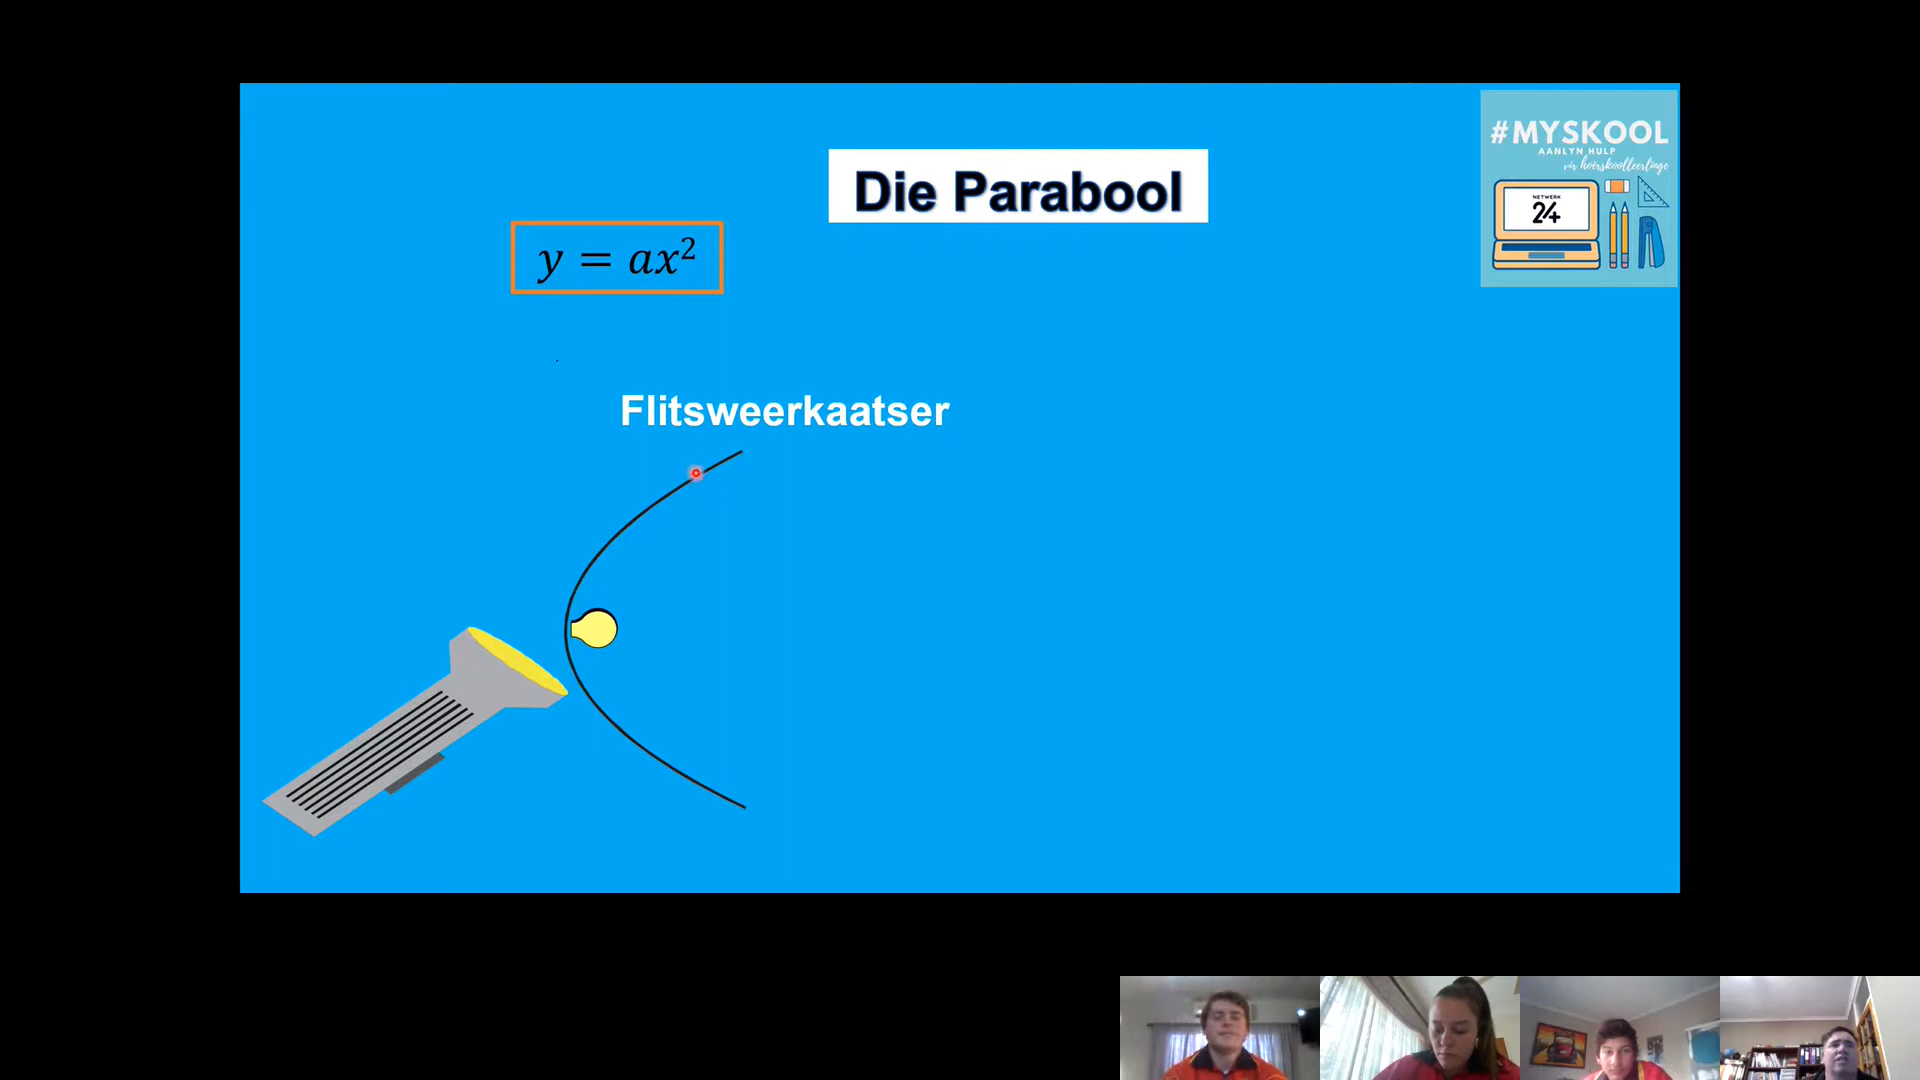 #MYSKOOL
AANLYN HULP
vir hoërskoolleerlinge
NETWERK
24
Die Parabool
y = ax²
Flitsweerkaatser